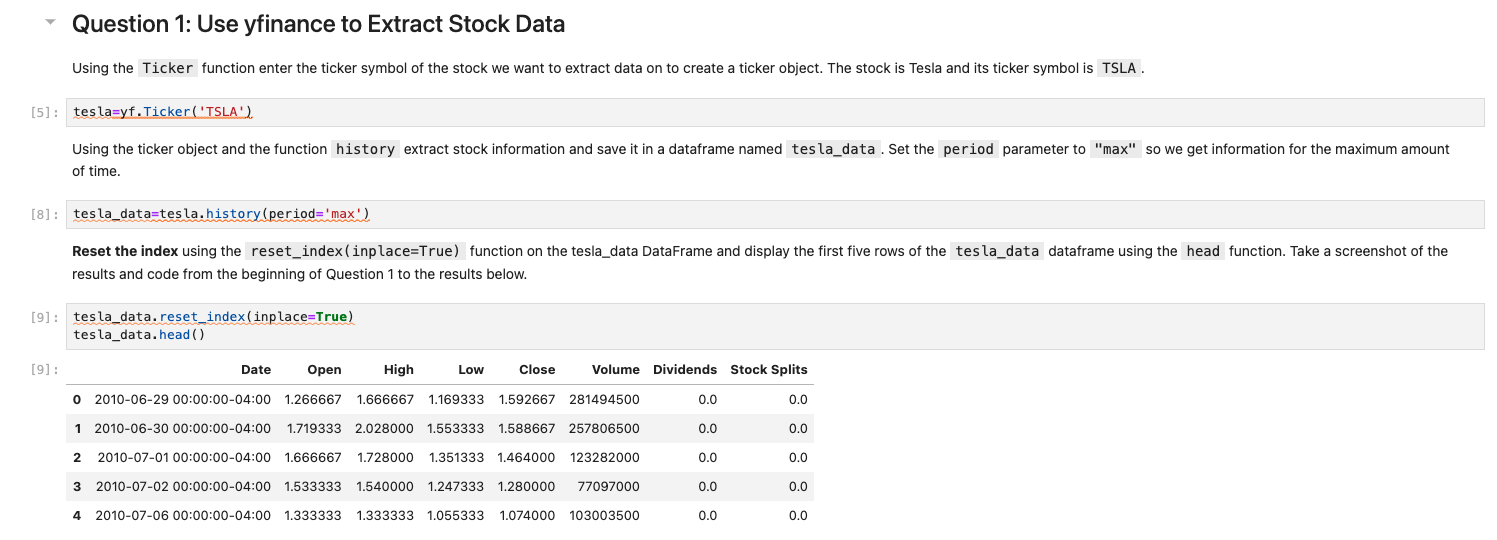 Question 1: Use yfinance to Extract Stock Data
Using the Ticker function enter the ticker symbol of the stock we want to extract data on to create a ticker object. The stock is Tesla and its ticker symbol is TSLA .
[5]: tesla=yf.Ticker('TSLA')
Using the ticker object and the function history extract stock information and save it in a dataframe named tesla_data . Set the period parameter to "max" so we get information for the maximum amount
of time.
[8]: tesla_data=tesla.history(period='max')
Reset the index using the reset_index(inplace=True) function on the tesla_data DataFrame and display the first five rows of the tesla_data dataframe using the head function. Take a screenshot of the
results and code from the beginning of Question 1 to the results below.
[9]: tesla_data.reset_index(inplace=True)
tesla_data.head()
[9]: Date Open High Low Close Volume Dividends Stock Splits
0 2010-06-29 00:00:00-04:00 1.266667 1.666667 1.169333 1.592667 281494500 0.0 0.0
1 2010-06-30 00:00:00-04:00 1.719333 2.028000 1.553333 1.588667 257806500 0.0 0.0
2 2010-07-01 00:00:00-04:00 1.666667 1.728000 1.351333 1.464000 123282000 0.0 0.0
3 2010-07-02 00:00:00-04:00 1.533333 1.540000 1.247333 1.280000 77097000 0.0 0.0
4 2010-07-06 00:00:00-04:00 1.333333 1.333333 1.055333 1.074000 103003500 0.0 0.0